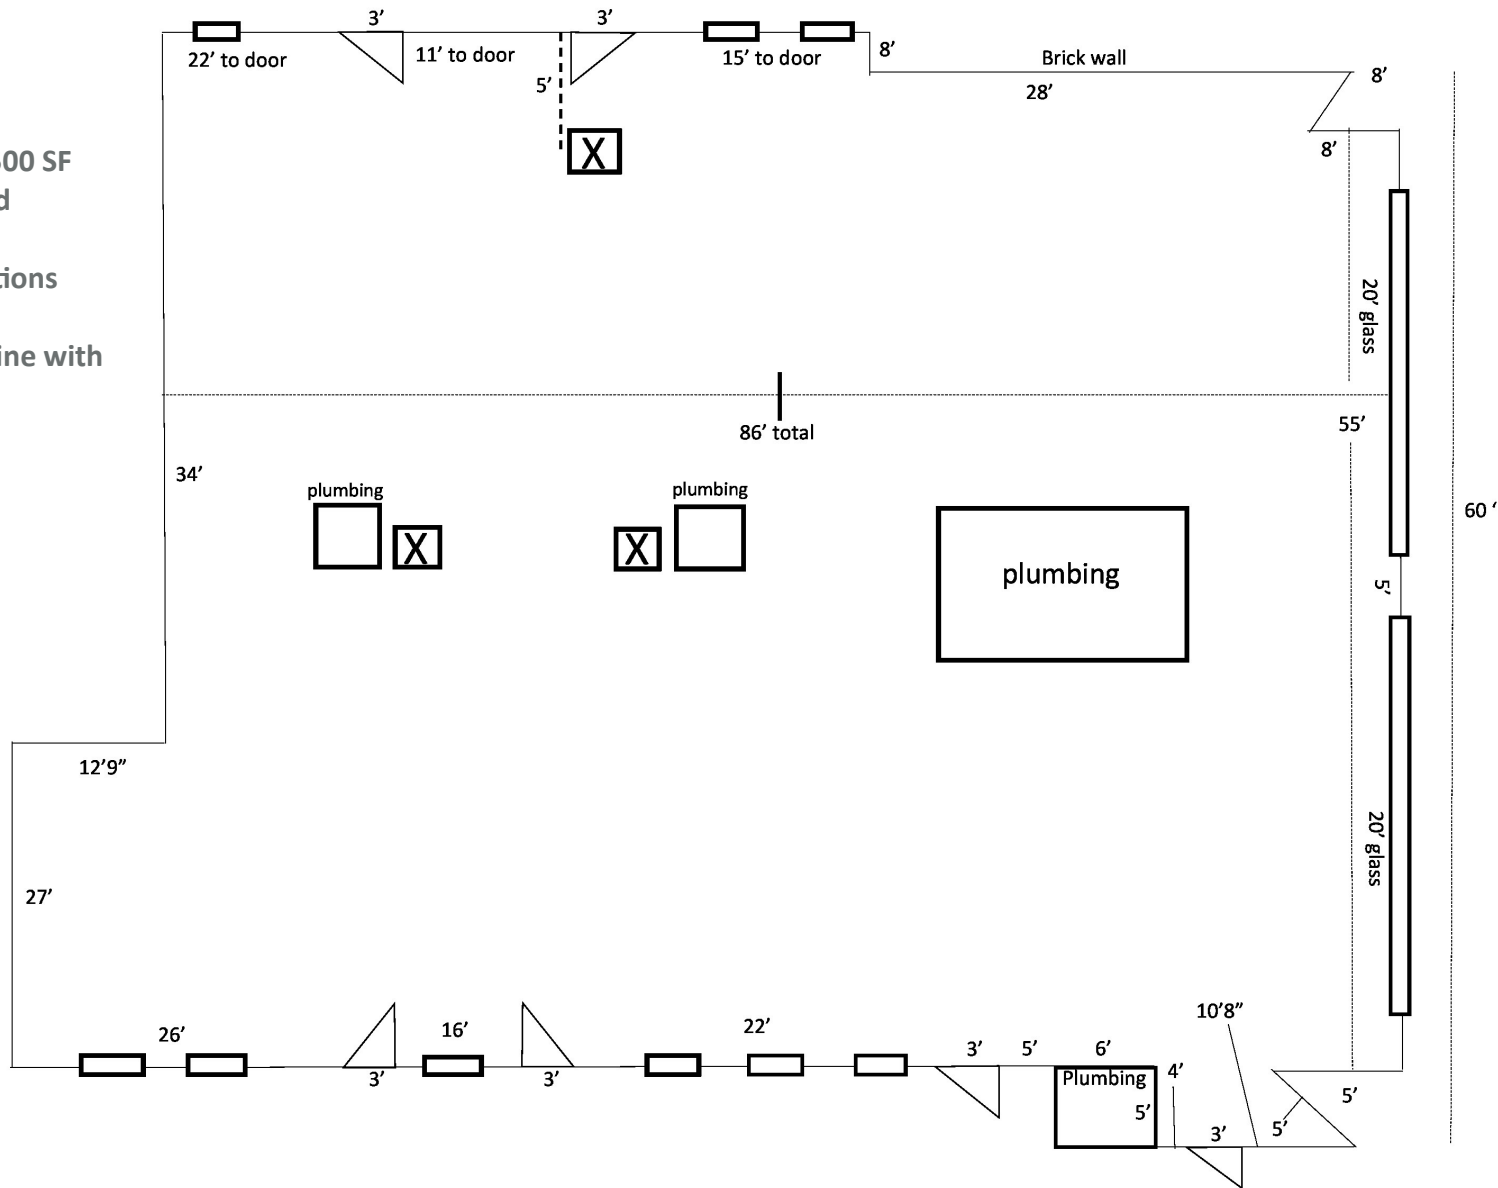 3’
3’
22’ to door
11’ to door
15’ to door
8’
Brick wall
8’
5’
28’
X
8’
00 SF
tions
with
20’ glass
86’ total
55’
34’
plumbing
plumbing
60 ‘
X
X
plumbing
5’
12’9”
20’ glass
27’
10’8”
26’
16’
22’
3’
5’
6’
3’
3’
Plumbing
4’
5’
5’
3’
5’